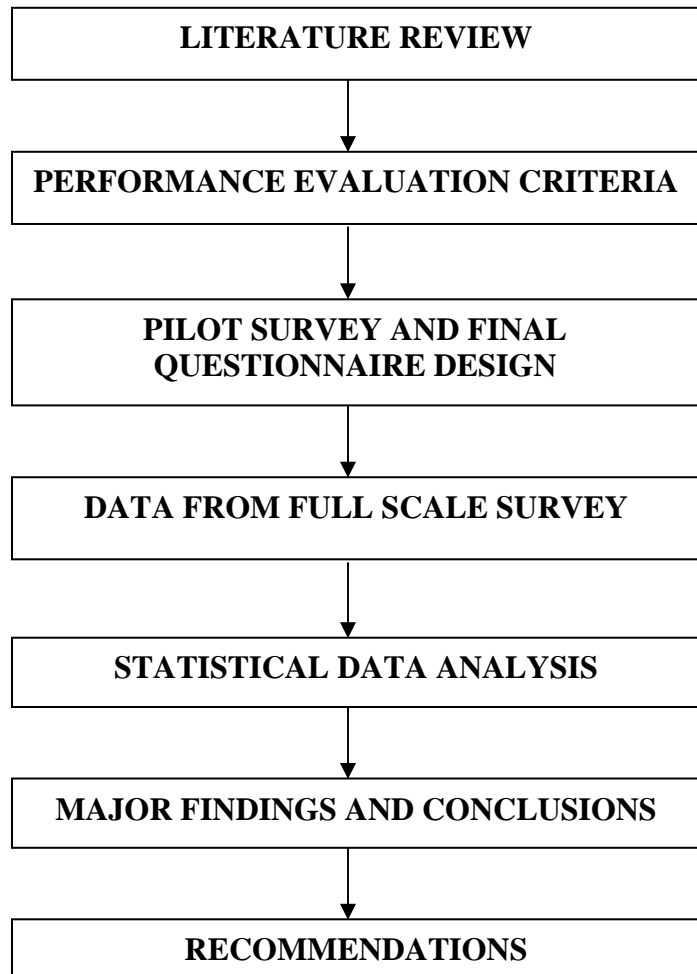 LITERATURE REVIEW
PERFORMANCE EVALUATION CRITERIA
PILOT SURVEY AND FINAL
QUESTIONNAIRE DESIGN
DATA FROM FULL SCALE SURVEY
STATISTICAL DATA ANALYSIS
MAJOR FINDINGS AND CONCLUSIONS
RECOMMENDATIONS